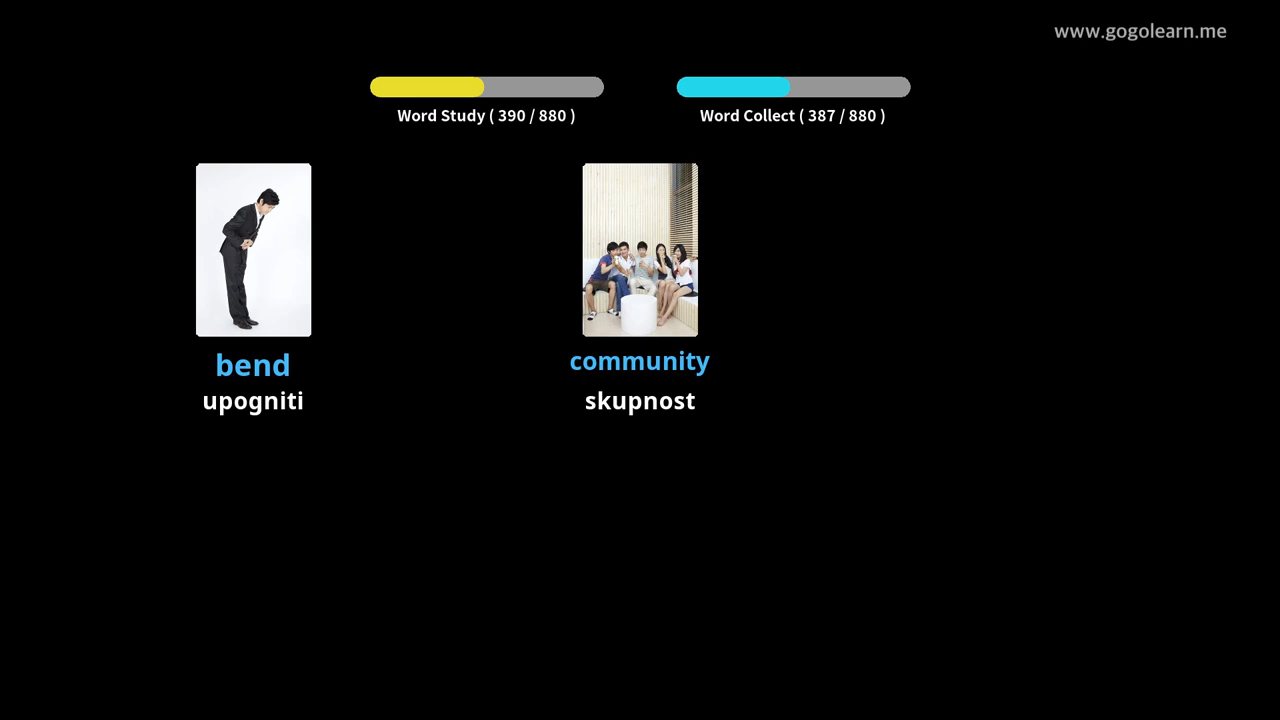 www.gogolearn.me
Word Study ( 390 / 880 )
Word Collect ( 387 / 880 )
bend
upogniti
community
skupnost